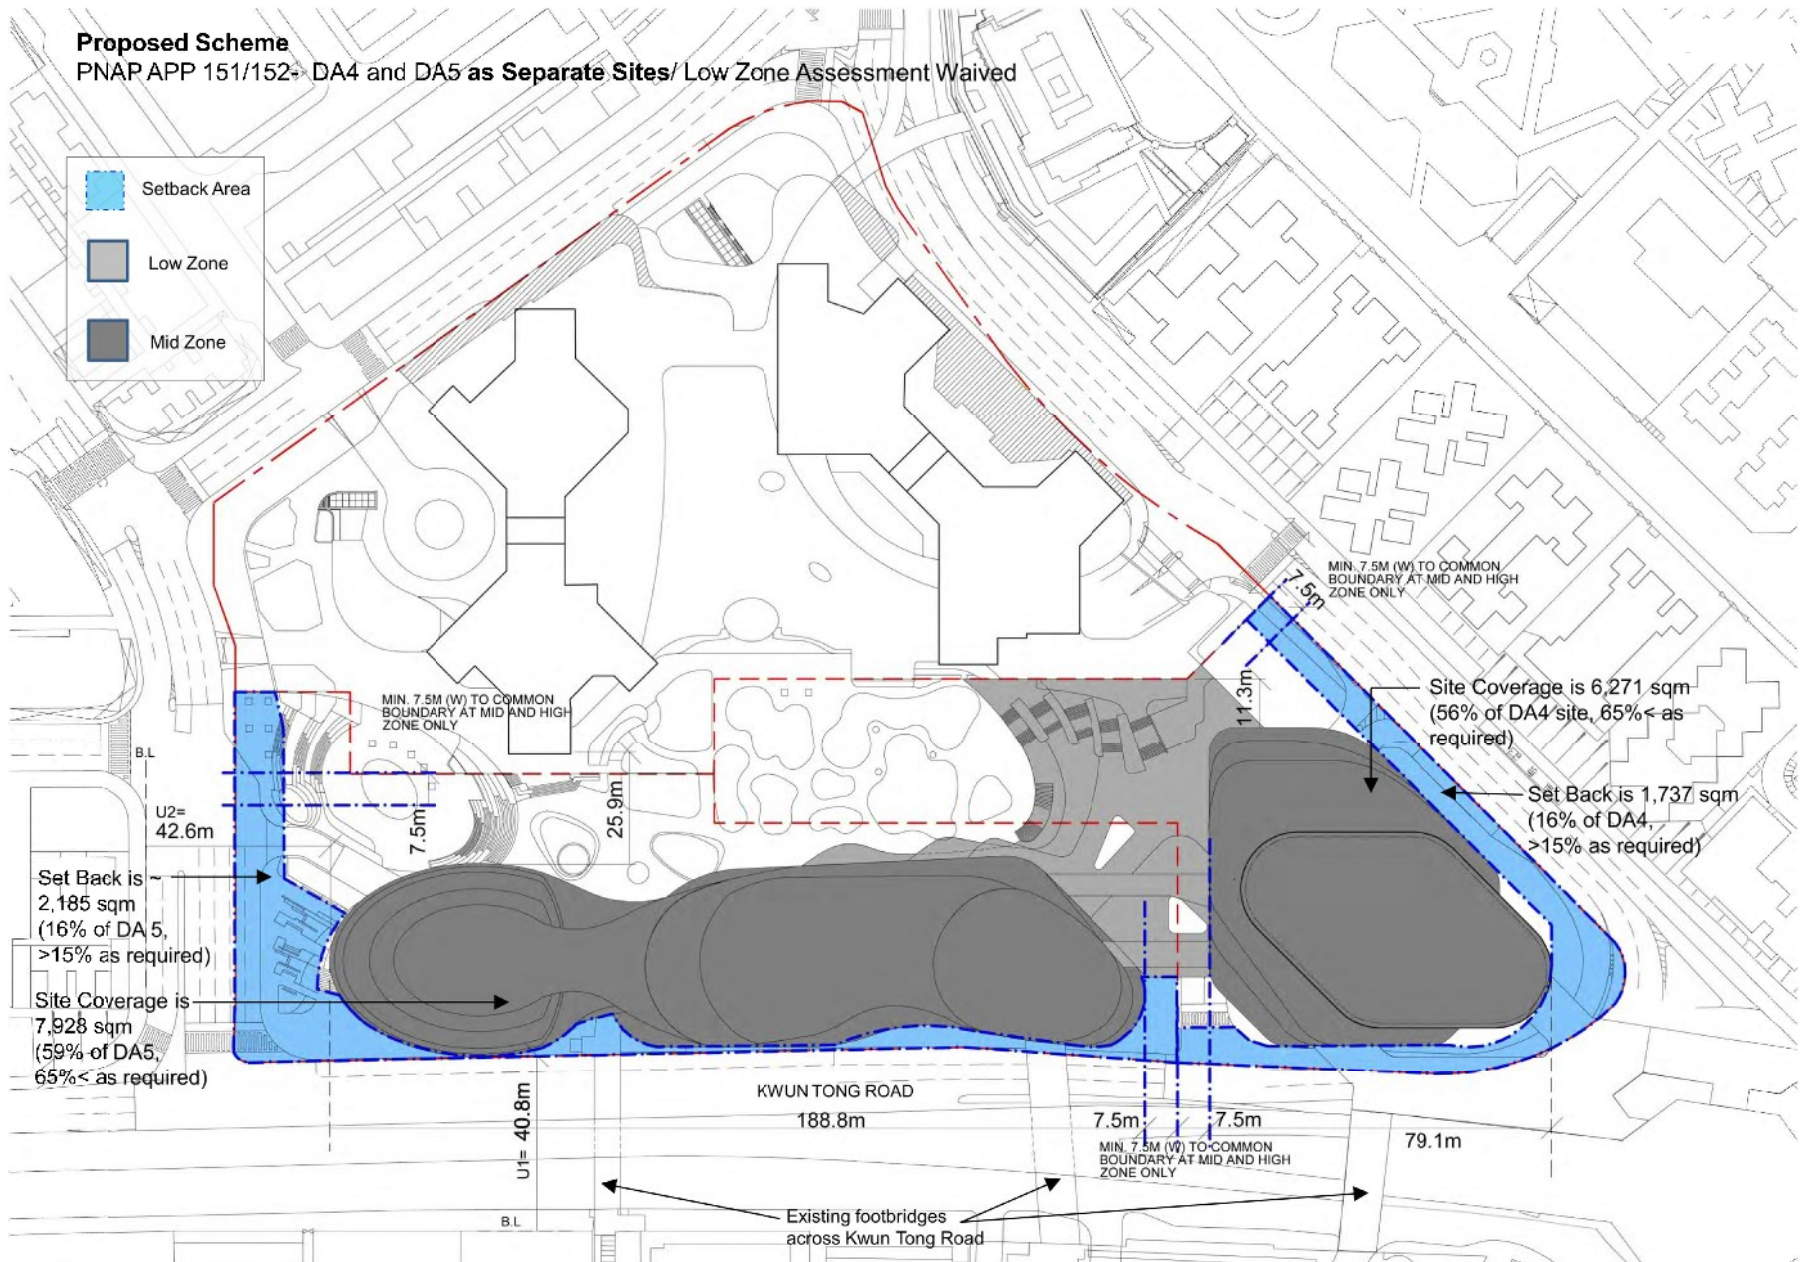 Proposed Scheme
PNAP APP 151/152- DA4 and DA5 as Separate Sites/ Low Zone Assessment Waived
Setback Area
Low Zone
Mid Zone
MIN. 7.5M (W) TO COMMON
BOUNDARY AT MID AND HIGH
ZONE ONLY
7.5m
11.3m
Site Coverage is 6,271 sqm
(56% of DA4 site, 65%< as
required)
MIN. 7.5M (W) TO COMMON
BOUNDARY AT MID AND HIGH
ZONE ONLY
B.L
U2=
42.6m
7.5m
25.9m
Set Back is 1,737 sqm
(16% of DA4,
>15% as required)
Set Back is ~
2,185 sqm
(16% of DA 5,
>15% as required)
Site Coverage is
7,928 sqm
(59% of DA5,
65%< as required)
U1= 40.8m
KWUN TONG ROAD
188.8m
7.5m
7.5m
79.1m
MIN. 7.5M (W) TO COMMON
BOUNDARY AT MID AND HIGH
ZONE ONLY
B.L
Existing footbridges
across Kwun Tong Road